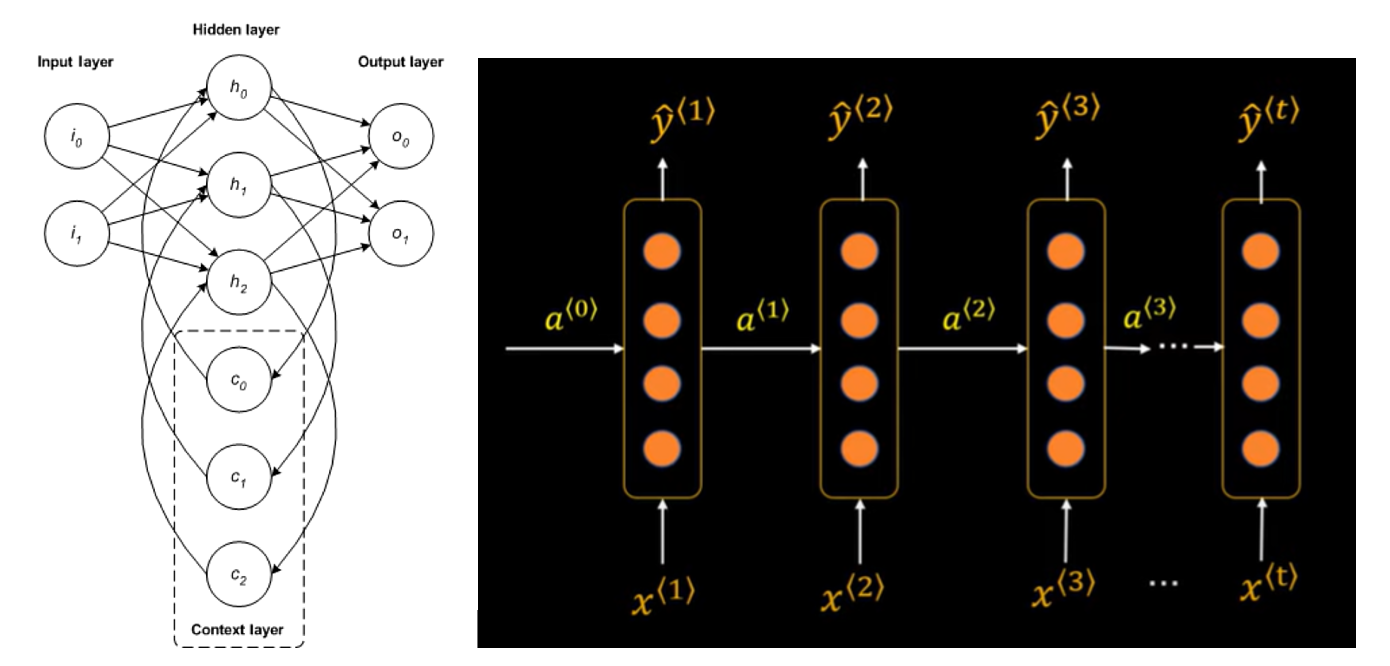 Hidden layer
Input layer
Output layer
h₀
i₀
o₀
h₁
i₁
o₁
h₂
c₀
c₁
c₂
Context layer
ŷ⟨1⟩ ŷ⟨2⟩ ŷ⟨3⟩ ŷ⟨t⟩
a⟨0⟩ a⟨1⟩ a⟨2⟩ a⟨3⟩ ...
x⟨1⟩ x⟨2⟩ x⟨3⟩ ... x⟨t⟩